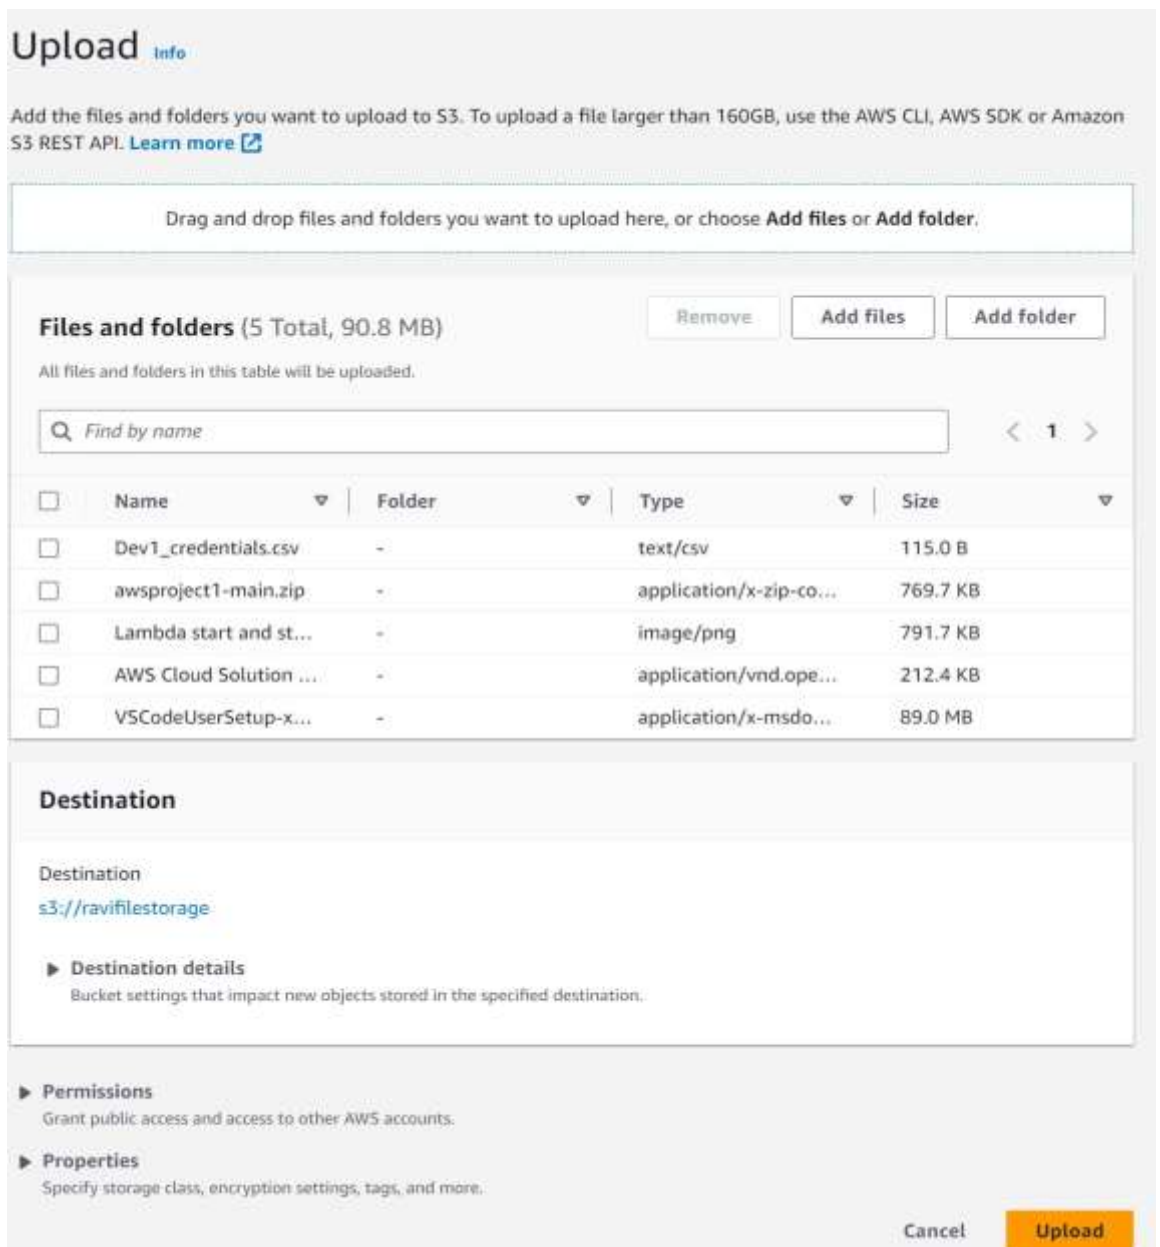 Upload Info
Add the files and folders you want to upload to S3. To upload a file larger than 160GB, use the AWS CLI, AWS SDK or Amazon
S3 REST API. Learn more
Drag and drop files and folders you want to upload here, or choose Add files or Add folder.
Files and folders (5 Total, 90.8 MB) Remove Add files Add folder
All files and folders in this table will be uploaded.
Find by name < 1 >
Name Folder Type Size
Dev1_credentials.csv - text/csv 115.0 B
awsproject1-main.zip - application/x-zip-co... 769.7 KB
Lambda start and st... - image/png 791.7 KB
AWS Cloud Solution ... - application/vnd.ope... 212.4 KB
VSCodeUserSetup-x... - application/x-msdo... 89.0 MB
Destination
Destination
s3://ravifilestorage
Destination details
Bucket settings that impact new objects stored in the specified destination.
Permissions
Grant public access and access to other AWS accounts.
Properties
Specify storage class, encryption settings, tags, and more.
Cancel Upload